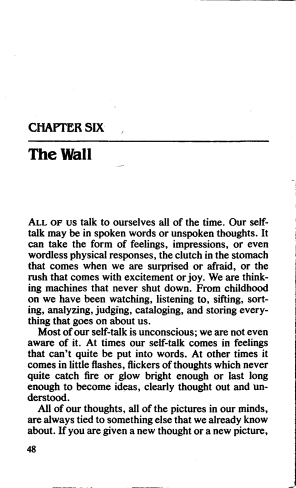 CHAPTER SIX
The Wall
ALL OF US talk to ourselves all of the time. Our self-
talk may be in spoken words or unspoken thoughts. It
can take the form of feelings, impressions, or even
wordless physical responses, the clutch in the stomach
that comes when we are surprised or afraid, or the
rush that comes with excitement or joy. We are think-
ing machines that never shut down. From childhood
on we have been watching, listening to, sifting, sort-
ing, analyzing, judging, cataloging, and storing every-
thing that goes on about us.
Most of our self-talk is unconscious; we are not even
aware of it. At times our self-talk comes in feelings
that can't quite be put into words. At other times it
comes in little flashes, flickers of thoughts which never
quite catch fire or glow bright enough or last long
enough to become ideas, clearly thought out and un-
derstood.
All of our thoughts, all of the pictures in our minds,
are always tied to something else that we already know
about. If you are given a new thought or a new picture,
48